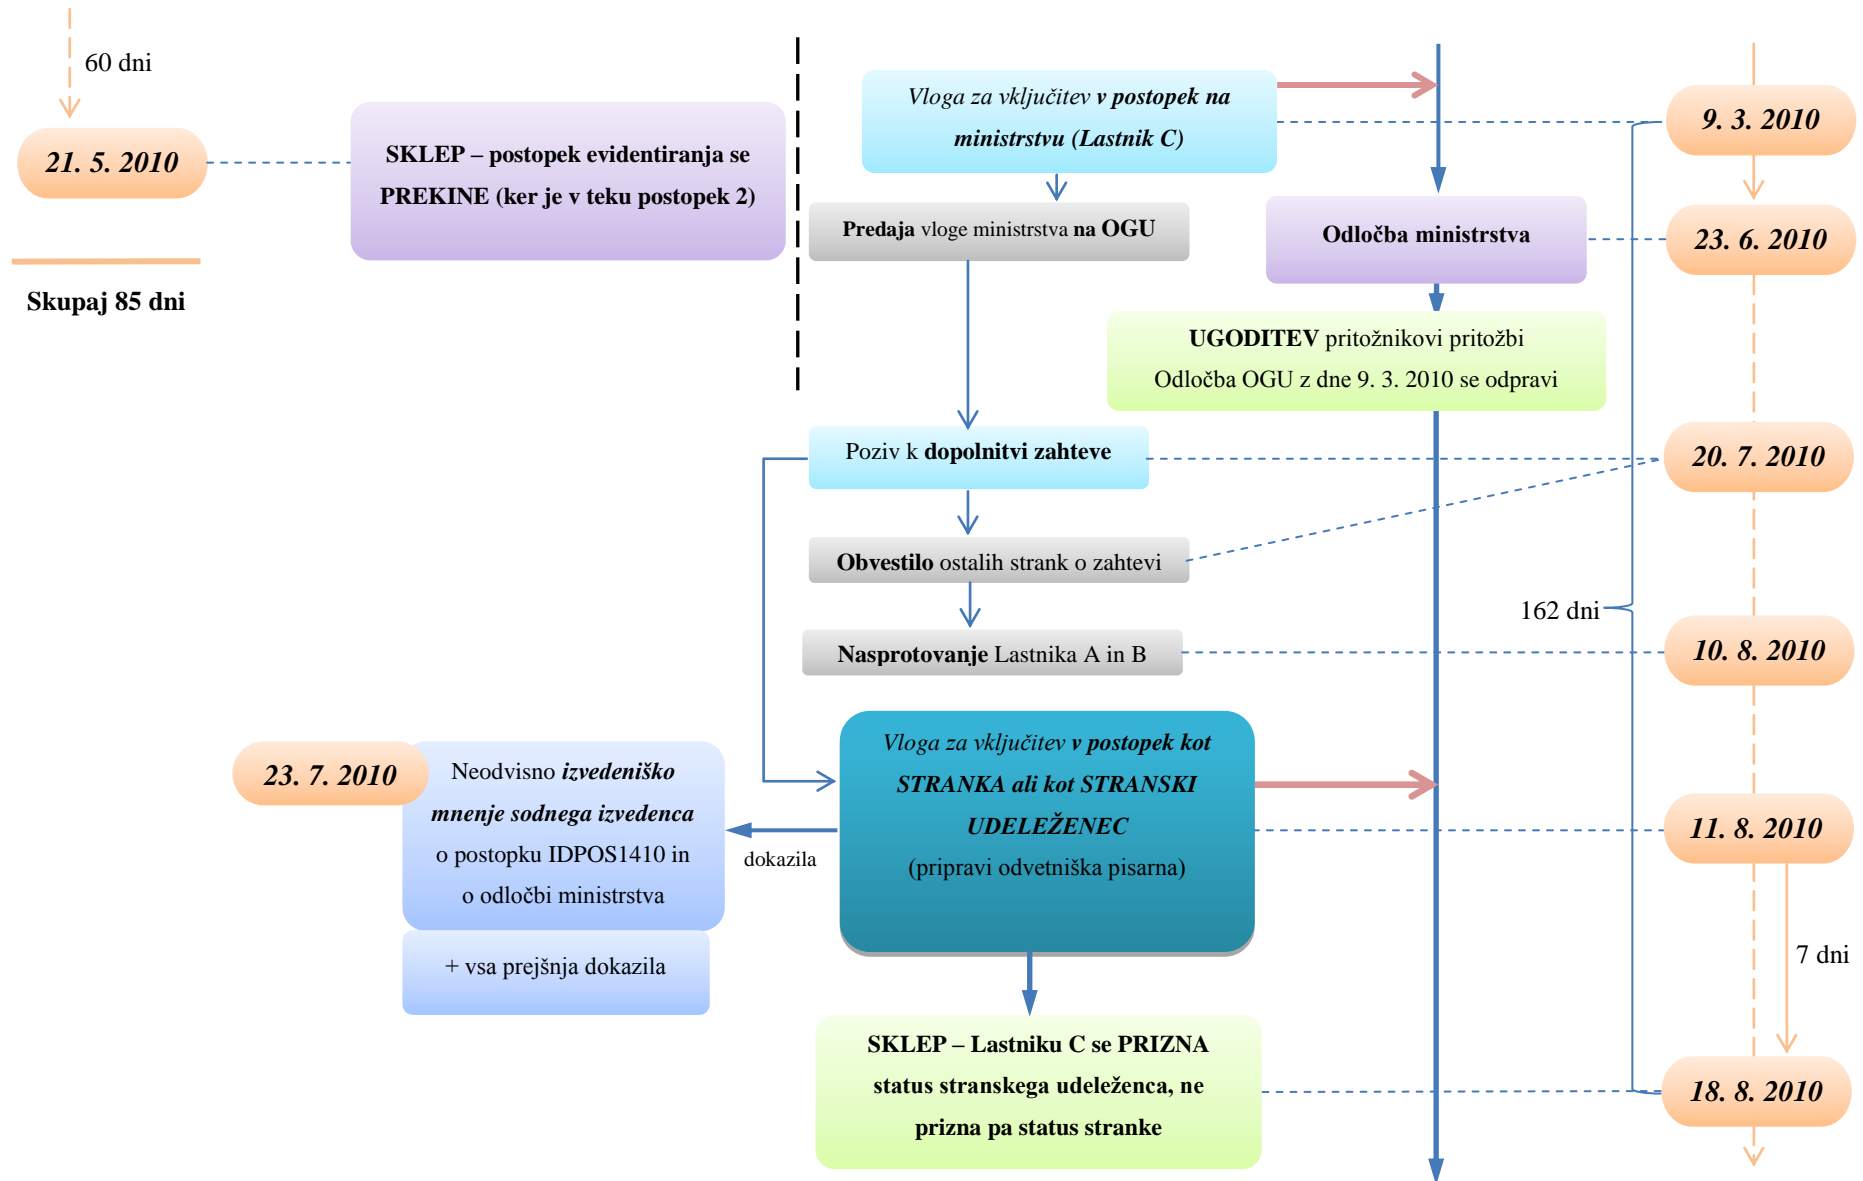 60 dni
21. 5. 2010
SKLEP – postopek evidentiranja se
PREKINE (ker je v teku postopek 2)
Skupaj 85 dni
Vloga za vključitev v postopek na
ministrstvu (Lastnik C)
9. 3. 2010
Predaja vloge ministrstva na OGU
Odločba ministrstva
23. 6. 2010
UGODITEV pritožnikovi pritožbi
Odločba OGU z dne 9. 3. 2010 se odpravi
Poziv k dopolnitvi zahteve
20. 7. 2010
Obvestilo ostalih strank o zahtevi
162 dni
Nasprotovanje Lastnika A in B
10. 8. 2010
23. 7. 2010
Neodvisno izvedeniško
mnenje sodnega izvedenca
o postopku IDPOS1410 in
o odločbi ministrstva
+ vsa prejšnja dokazila
dokazila
Vloga za vključitev v postopek kot
STRANKA ali kot STRANSKI
UDELEŽENEC
(pripravi odvetniška pisarna)
11. 8. 2010
7 dni
SKLEP – Lastniku C se PRIZNA
status stranskega udeleženca, ne
prizna pa status stranke
18. 8. 2010